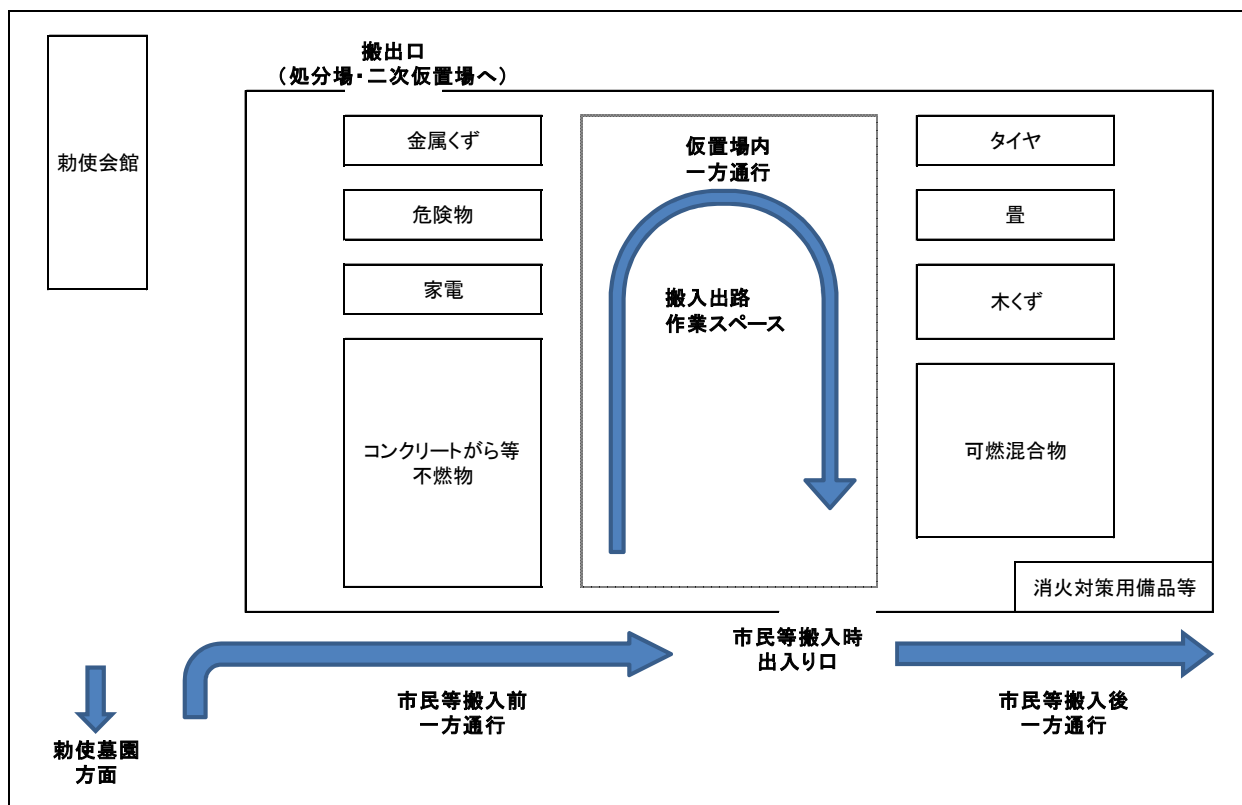 搬出口
（処分場・二次仮置場へ）
勅使会館
金属くず
危険物
家電
コンクリートがら等
不燃物
仮置場内
一方通行
搬入出路
作業スペース
タイヤ
畳
木くず
可燃混合物
消火対策用備品等
市民等搬入時
出入り口
市民等搬入前
一方通行
市民等搬入後
一方通行
勅使墓園
方面